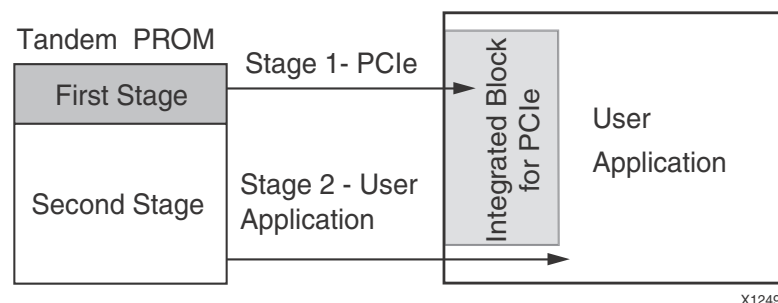 Tandem PROM
First Stage
Second Stage
Stage 1- PCIe
Stage 2 - User
Application
Integrated Block
for PCIe
User
Application
X1249